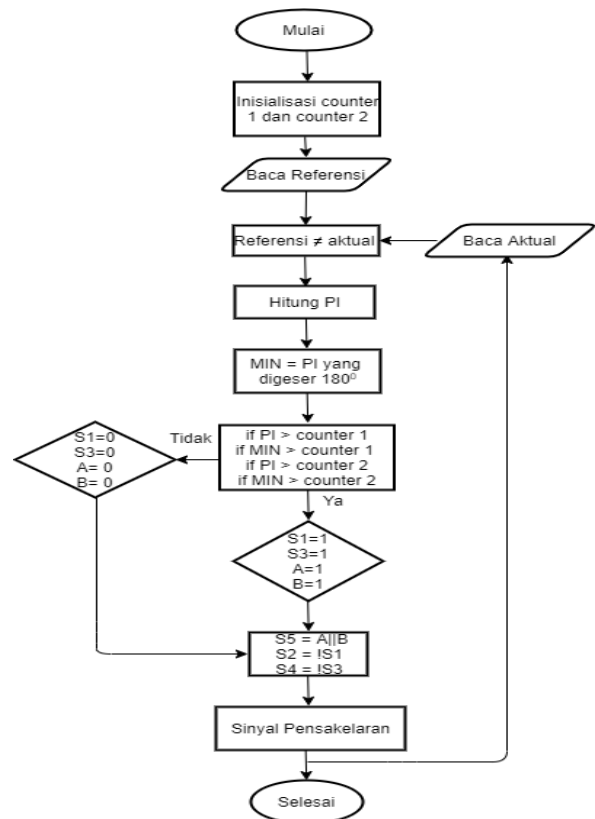 Mulai
Inisialisasi counter
1 dan counter 2
Baca Referensi
Referensi ≠ aktual
Baca Aktual
Hitung PI
MIN = PI yang
digeser 180⁰
if PI > counter 1
if MIN > counter 1
if PI > counter 2
if MIN > counter 2
Tidak
S1=0
S3=0
A= 0
B= 0
Ya
S1=1
S3=1
A=1
B=1
S5 = A||B
S2 = !S1
S4 = !S3
Sinyal Pensakelaran
Selesai